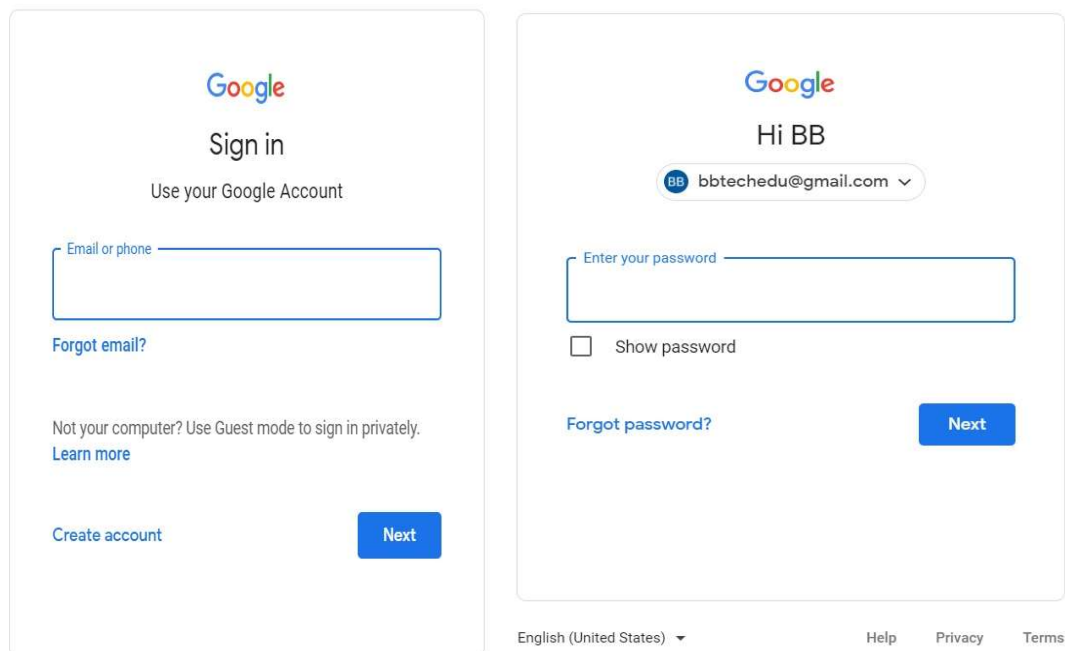 Google
Sign in
Use your Google Account
Email or phone
Forgot email?
Not your computer? Use Guest mode to sign in privately.
Learn more
Create account
Next
Google
Hi BB
BB bbtechedu@gmail.com
Enter your password
Show password
Forgot password?
Next
English (United States)
Help Privacy Terms